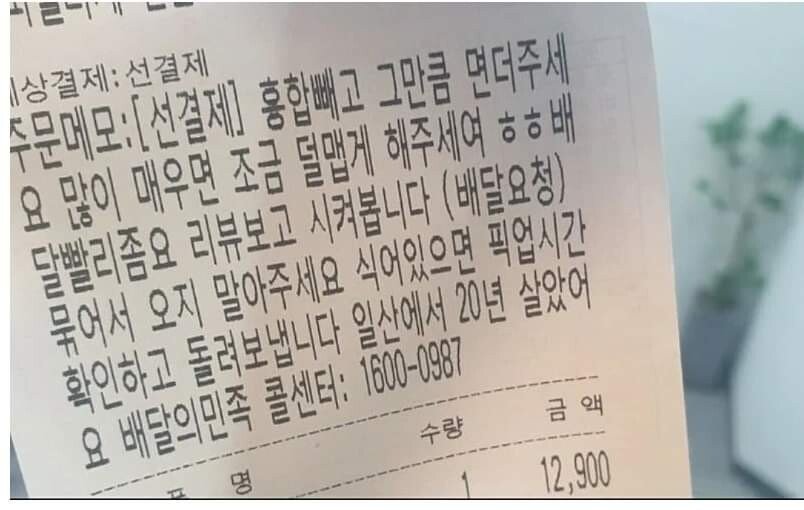 상결제: 선결제
주문메모:[선결제] 홍합빼고 그만큼 면더주세
요 많이 매우면 조금 덜맵게 해주세여 ㅎㅎ배
달빨리좀요 리뷰보고 시켜봅니다 (배달요청)
묶어서 오지 말아주세요 식어있으면 픽업시간
확인하고 돌려보냅니다 일산에서 20년 살았어
요 배달의민족 콜센터: 1600-0987
품 명 수량 금 액
1 12,900